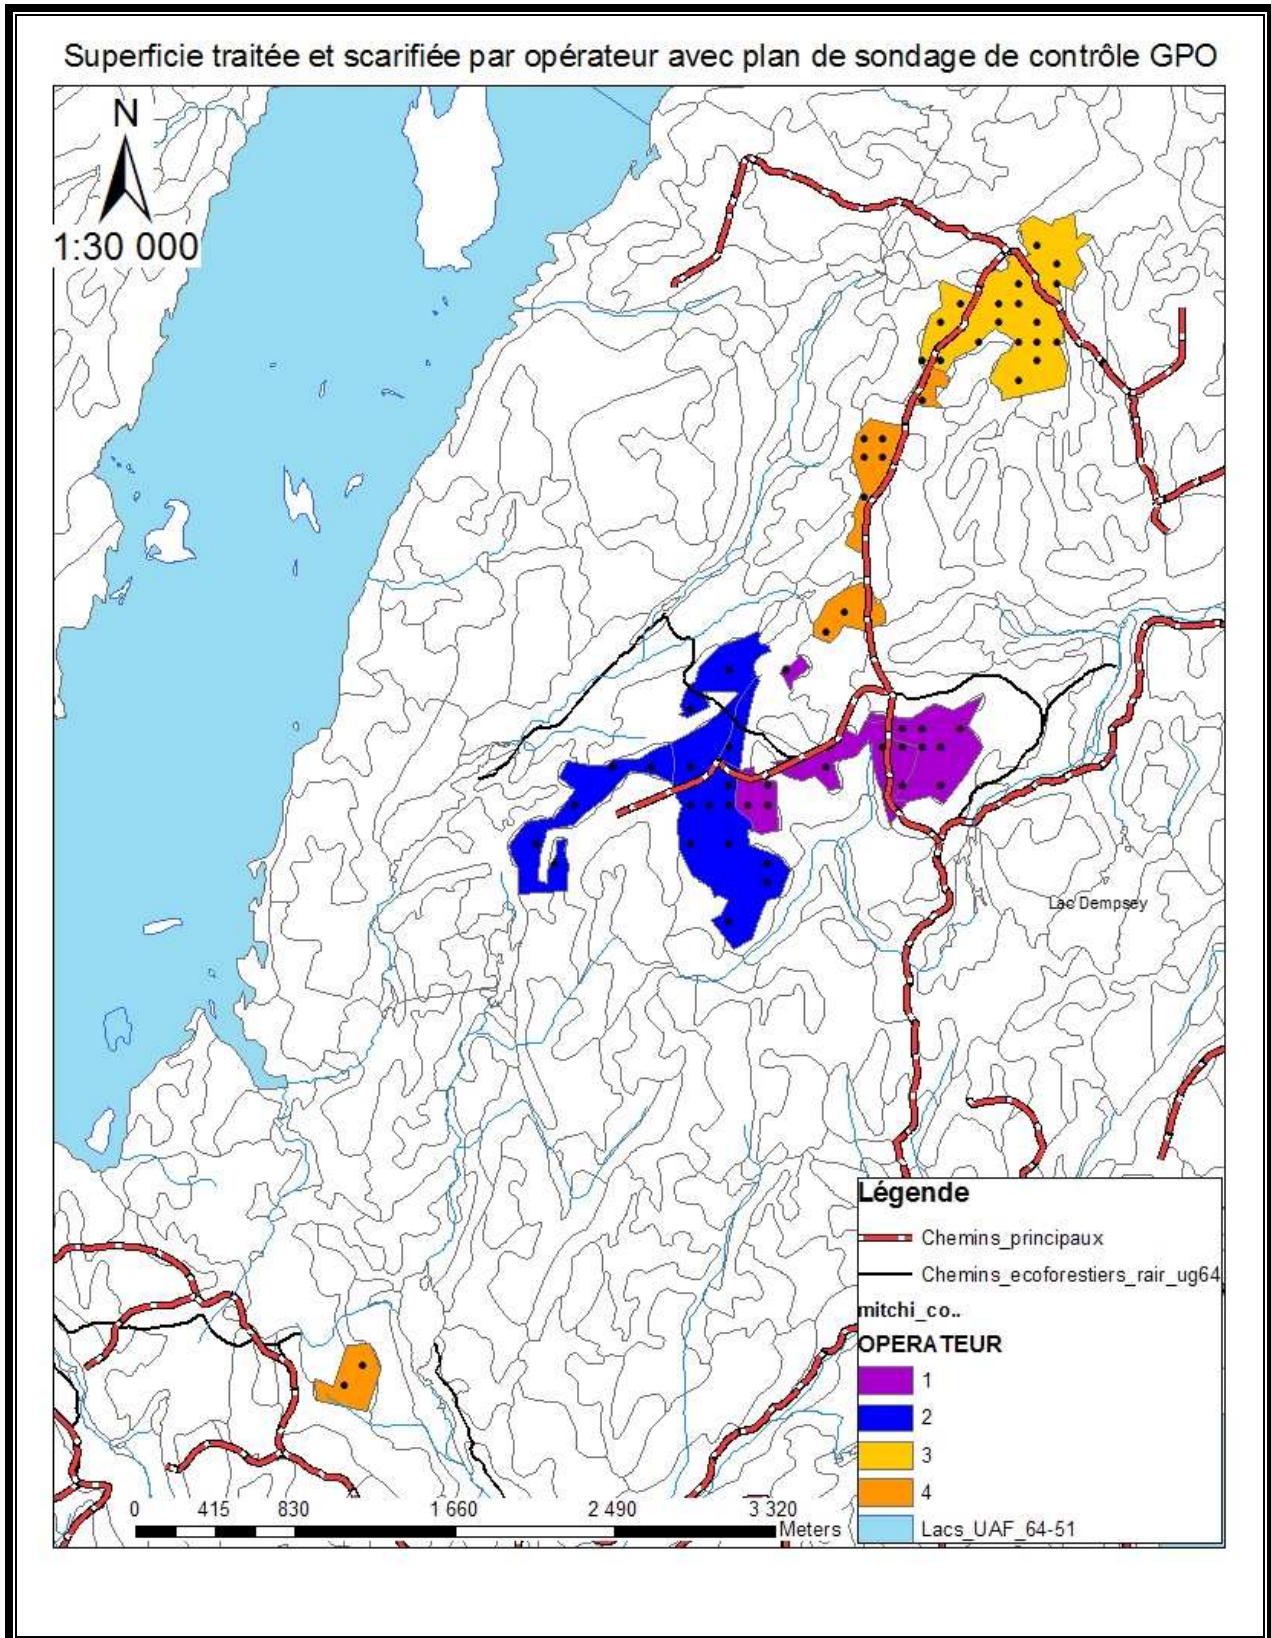 Superficie traitée et scarifiée par opérateur avec plan de sondage de contrôle GPO
N
1:30 000
Lac Dempsey
Légende
Chemins_principaux
Chemins_ecoforestiers_rair_ug64
mitchi_co..
OPERATEUR
1
2
3
4
Lacs_UAF_64-51
0 415 830 1 660 2 490 3 320
Meters